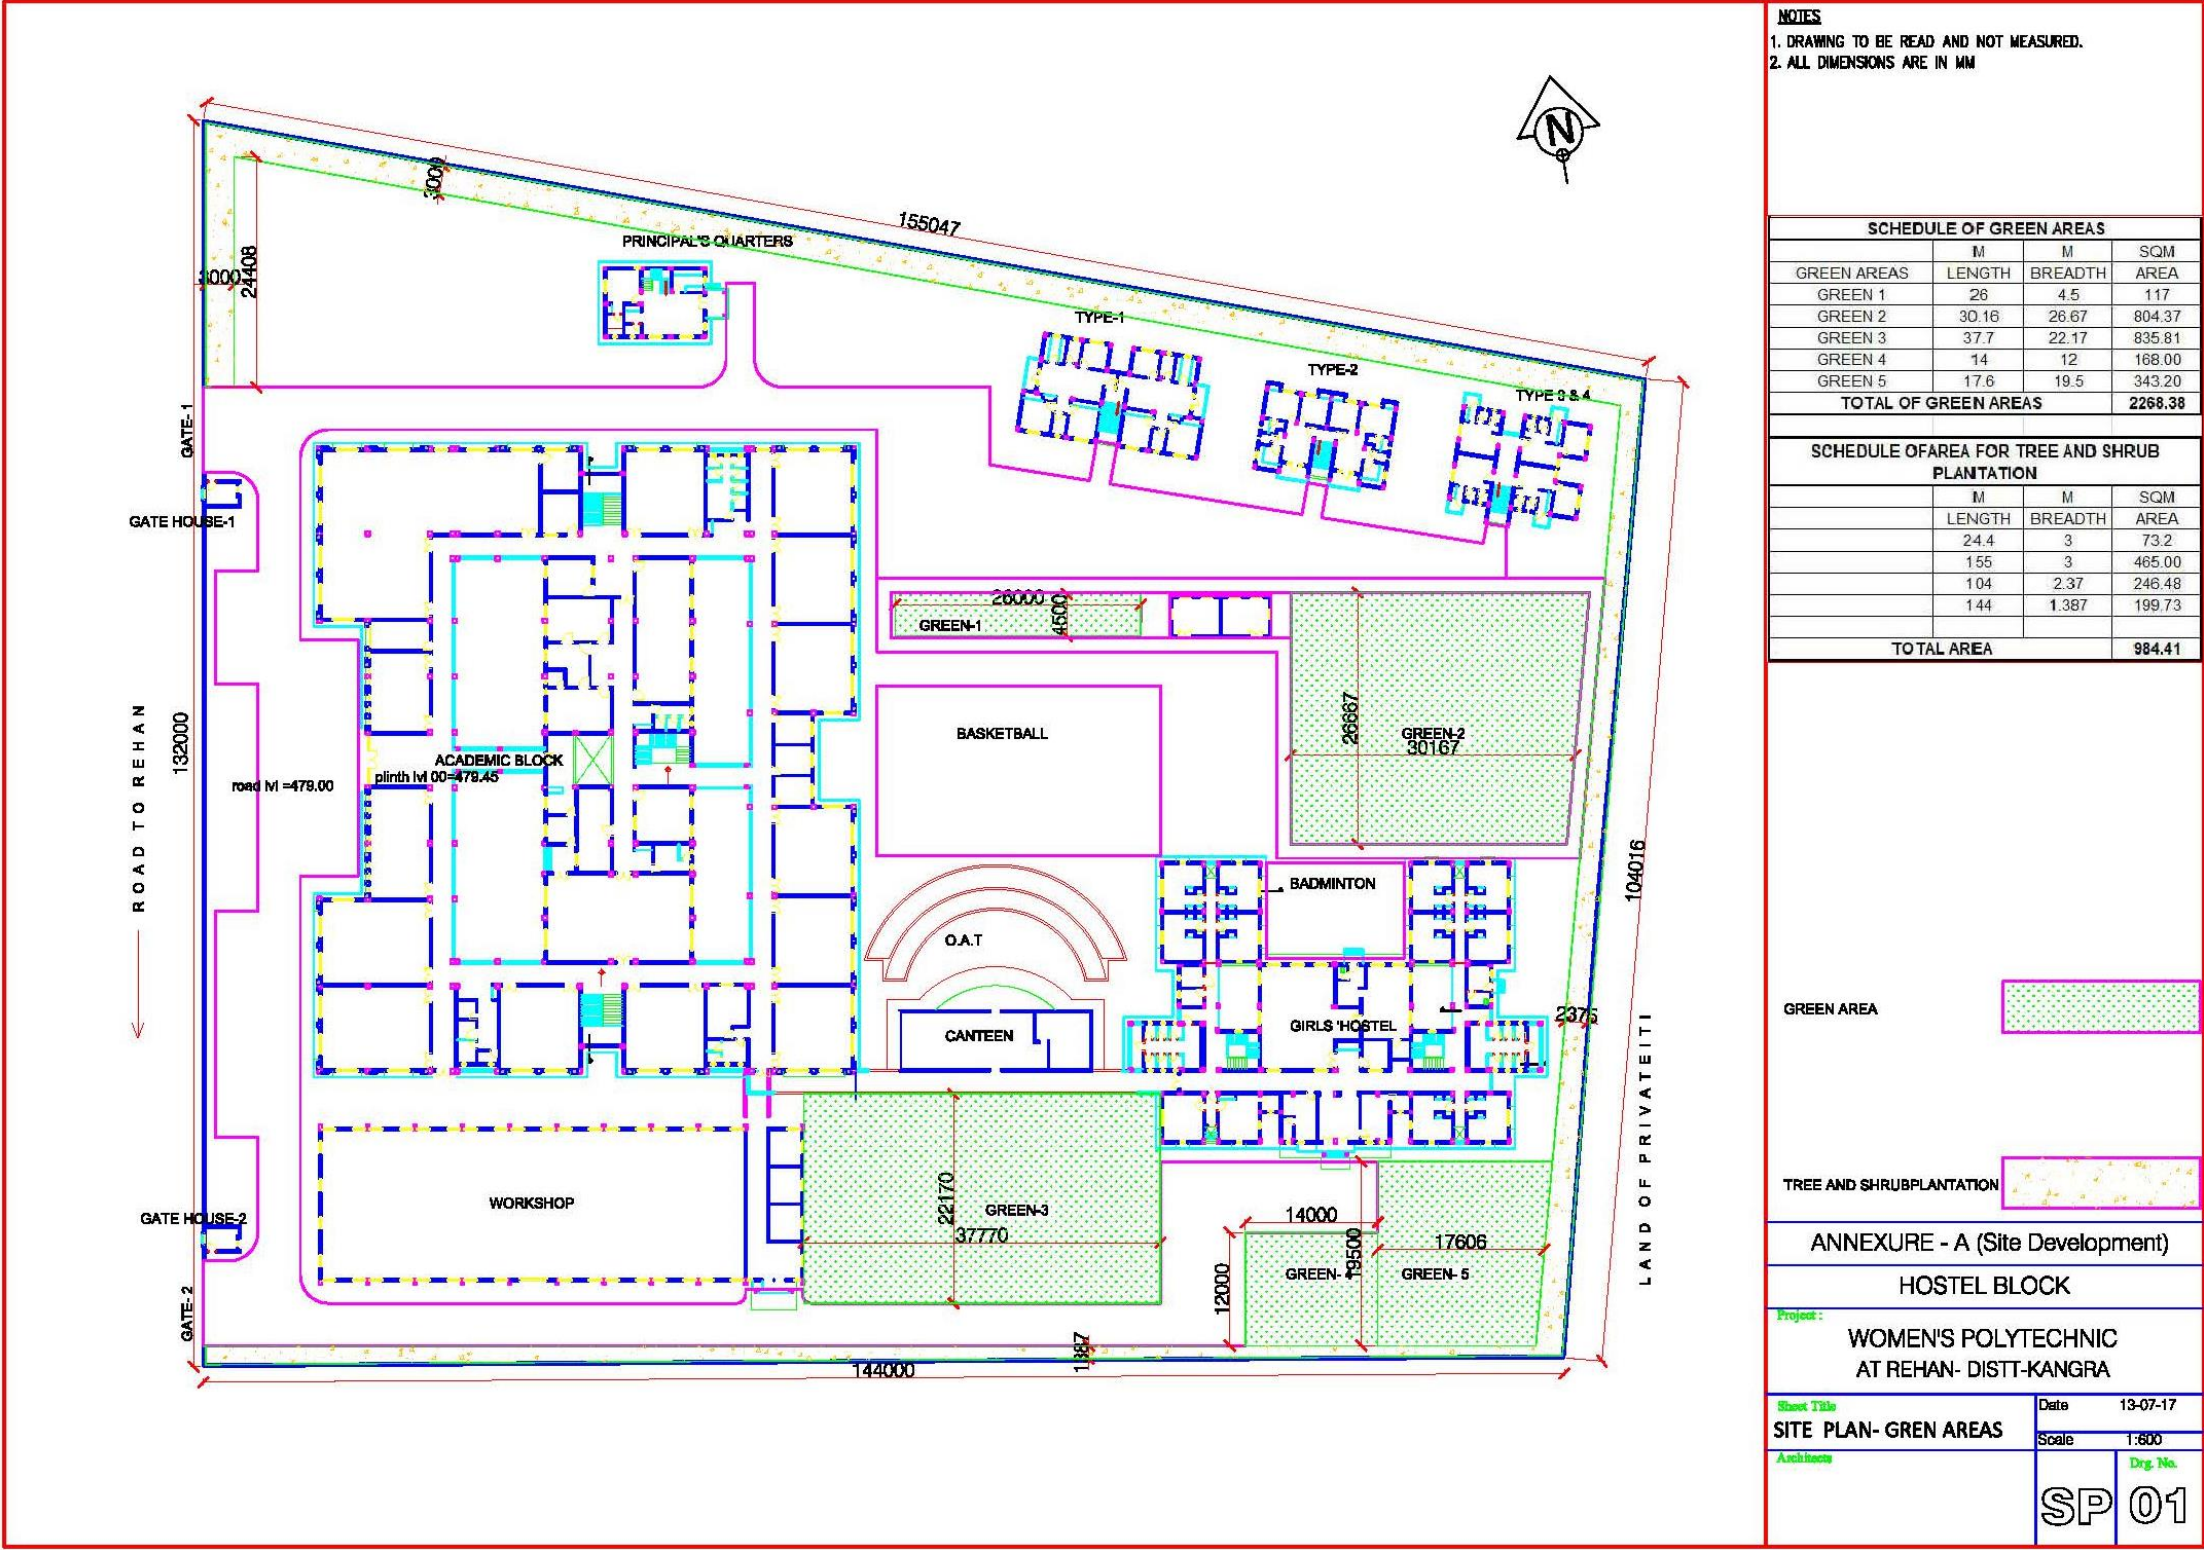 NOTES
1. DRAWING TO BE READ AND NOT MEASURED.
2. ALL DIMENSIONS ARE IN MM
N
155047
3000
PRINCIPAL'S QUARTERS
3000
24408
TYPE-1
TYPE-2
TYPE 3 & 4
GATE- 1
GATE HOUSE-1
26000
4500
GREEN-1
132000
ROAD TO REHAN
road lvl =479.00
ACADEMIC BLOCK
plinth lvl 00=479.45
BASKETBALL
26667
GREEN-2
30167
104016
BADMINTON
O.A.T
CANTEEN
GIRLS 'HOSTEL
2375
LAND OF PRIVATEITI
WORKSHOP
22170
GREEN-3
37770
14000
19500
17606
GREEN- 4
GREEN- 5
12000
GATE HOUSE-2
GATE- 2
1387
144000
SCHEDULE OF GREEN AREAS
M M SQM
GREEN AREAS LENGTH BREADTH AREA
GREEN 1 26 4.5 117
GREEN 2 30.16 26.67 804.37
GREEN 3 37.7 22.17 835.81
GREEN 4 14 12 168.00
GREEN 5 17.6 19.5 343.20
TOTAL OF GREEN AREAS 2268.38
SCHEDULE OFAREA FOR TREE AND SHRUB
PLANTATION
M M SQM
LENGTH BREADTH AREA
24.4 3 73.2
155 3 465.00
104 2.37 246.48
144 1.387 199.73
TOTAL AREA 984.41
GREEN AREA
TREE AND SHRUBPLANTATION
ANNEXURE - A (Site Development)
HOSTEL BLOCK
Project :
WOMEN'S POLYTECHNIC
AT REHAN- DISTT-KANGRA
Sheet Title
SITE PLAN- GREN AREAS
Date 13-07-17
Scale 1:600
Architects
Drg. No.
SP 01